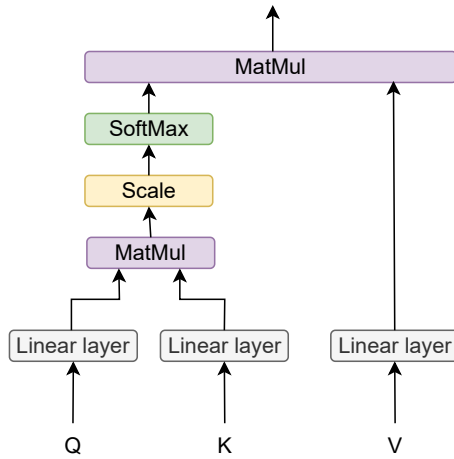 MatMul
SoftMax
Scale
MatMul
Linear layer Linear layer Linear layer
Q K V